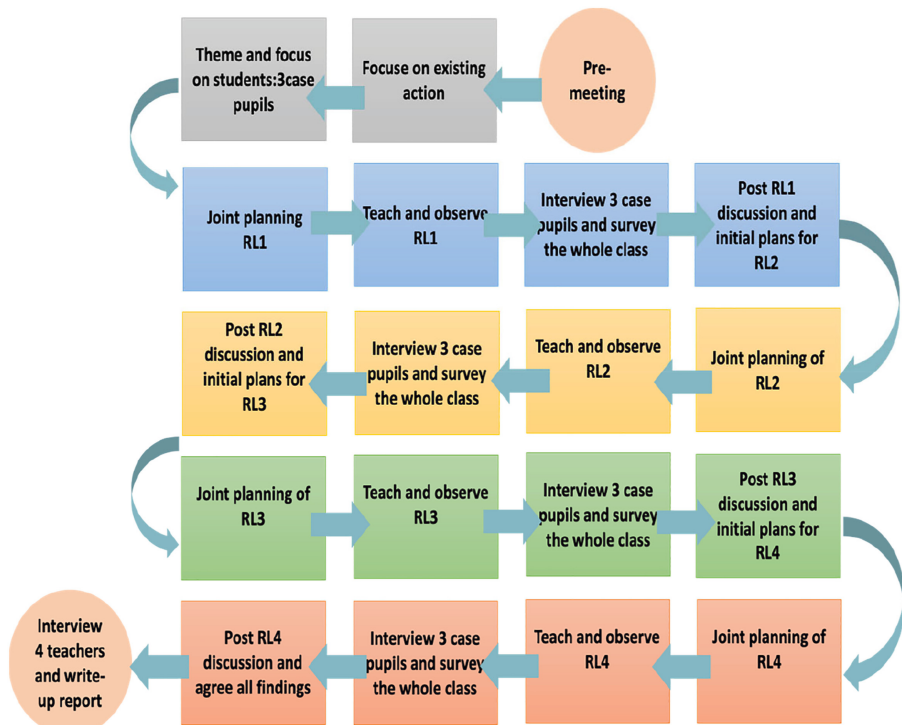 Theme and focus
on students:3case
pupils
Focuse on existing
action
Pre-
meeting
Joint planning
RL1
Teach and observe
RL1
Interview 3 case
pupils and survey
the whole class
Post RL1
discussion and
initial plans for
RL2
Post RL2
discussion and
initial plans for
RL3
Interview 3 case
pupils and survey
the whole class
Teach and observe
RL2
Joint planning of
RL2
Joint planning of
RL3
Teach and observe
RL3
Interview 3 case
pupils and survey
the whole class
Post RL3
discussion and
initial plans for
RL4
Interview
4 teachers
and write-
up report
Post RL4
discussion and
agree all findings
Interview 3 case
pupils and survey
the whole class
Teach and observe
RL4
Joint planning of
RL4